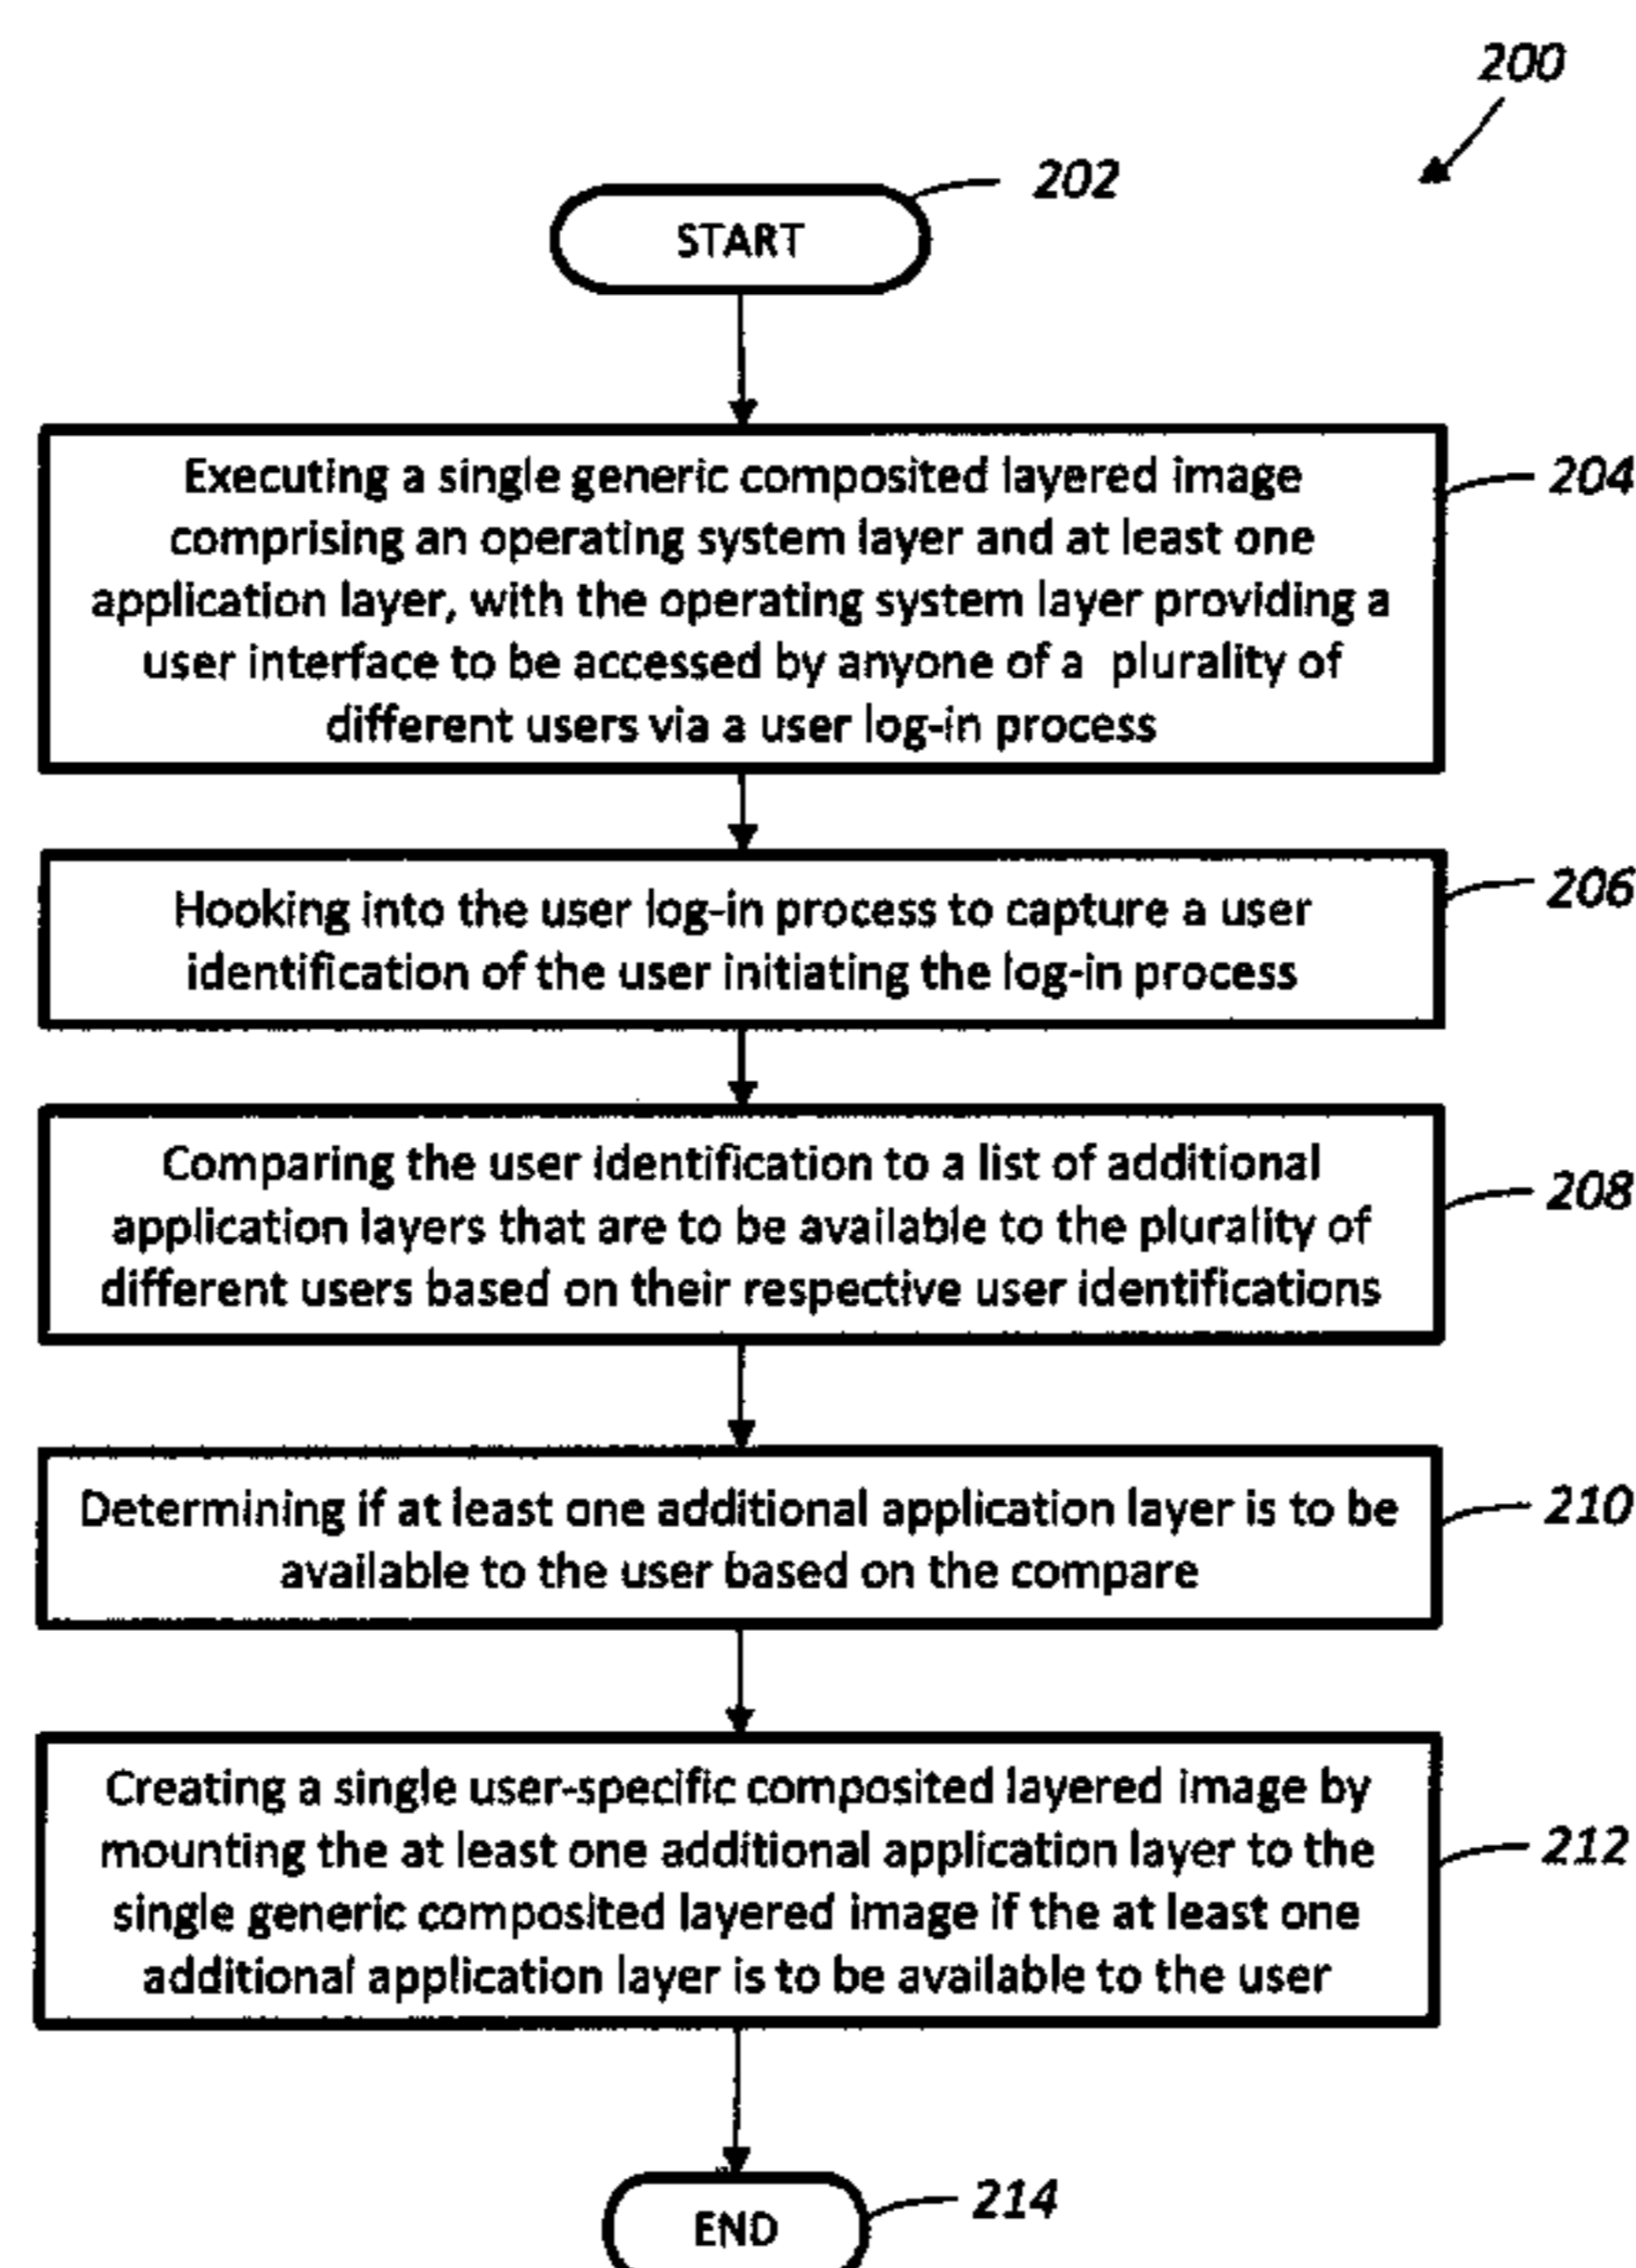 200
202
START
Executing a single generic composited layered image
204
comprising an operating system layer and at least one
application layer, with the operating system layer providing a
user interface to be accessed by anyone of a plurality of
different users via a user log-in process
206
Hooking into the user log-in process to capture a user
identification of the user initiating the log-in process
Comparing the user identification to a list of additional
208
application layers that are to be available to the plurality of
different users based on their respective user identifications
210
Determining if at least one additional application layer is to be
available to the user based on the compare
Creating a single user-specific composited layered image by
212
mounting the at least one additional application layer to the
single generic composited layered image if the at least one
additional application layer is to be available to the user
214
END